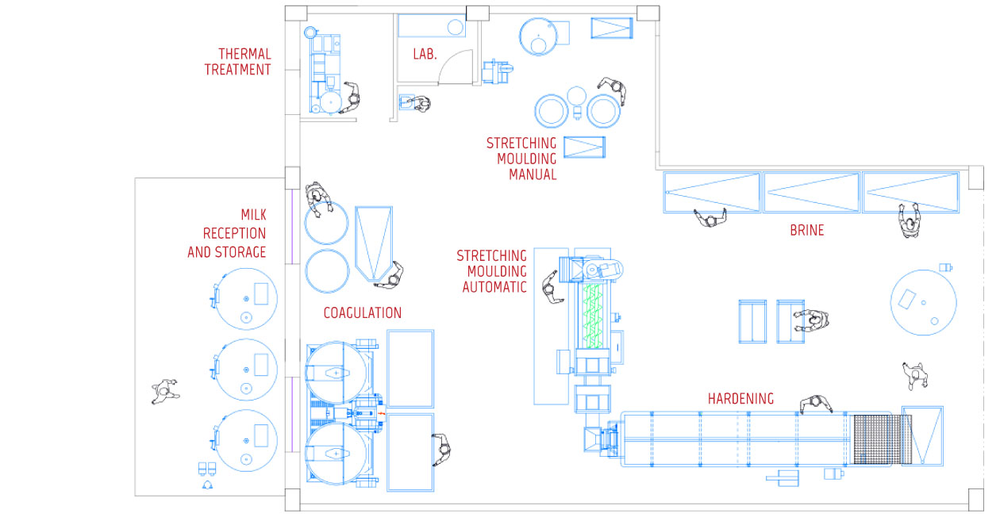 THERMAL
TREATMENT
LAB.
STRETCHING
MOULDING
MANUAL
MILK
RECEPTION
AND STORAGE
BRINE
STRETCHING
MOULDING
AUTOMATIC
COAGULATION
HARDENING